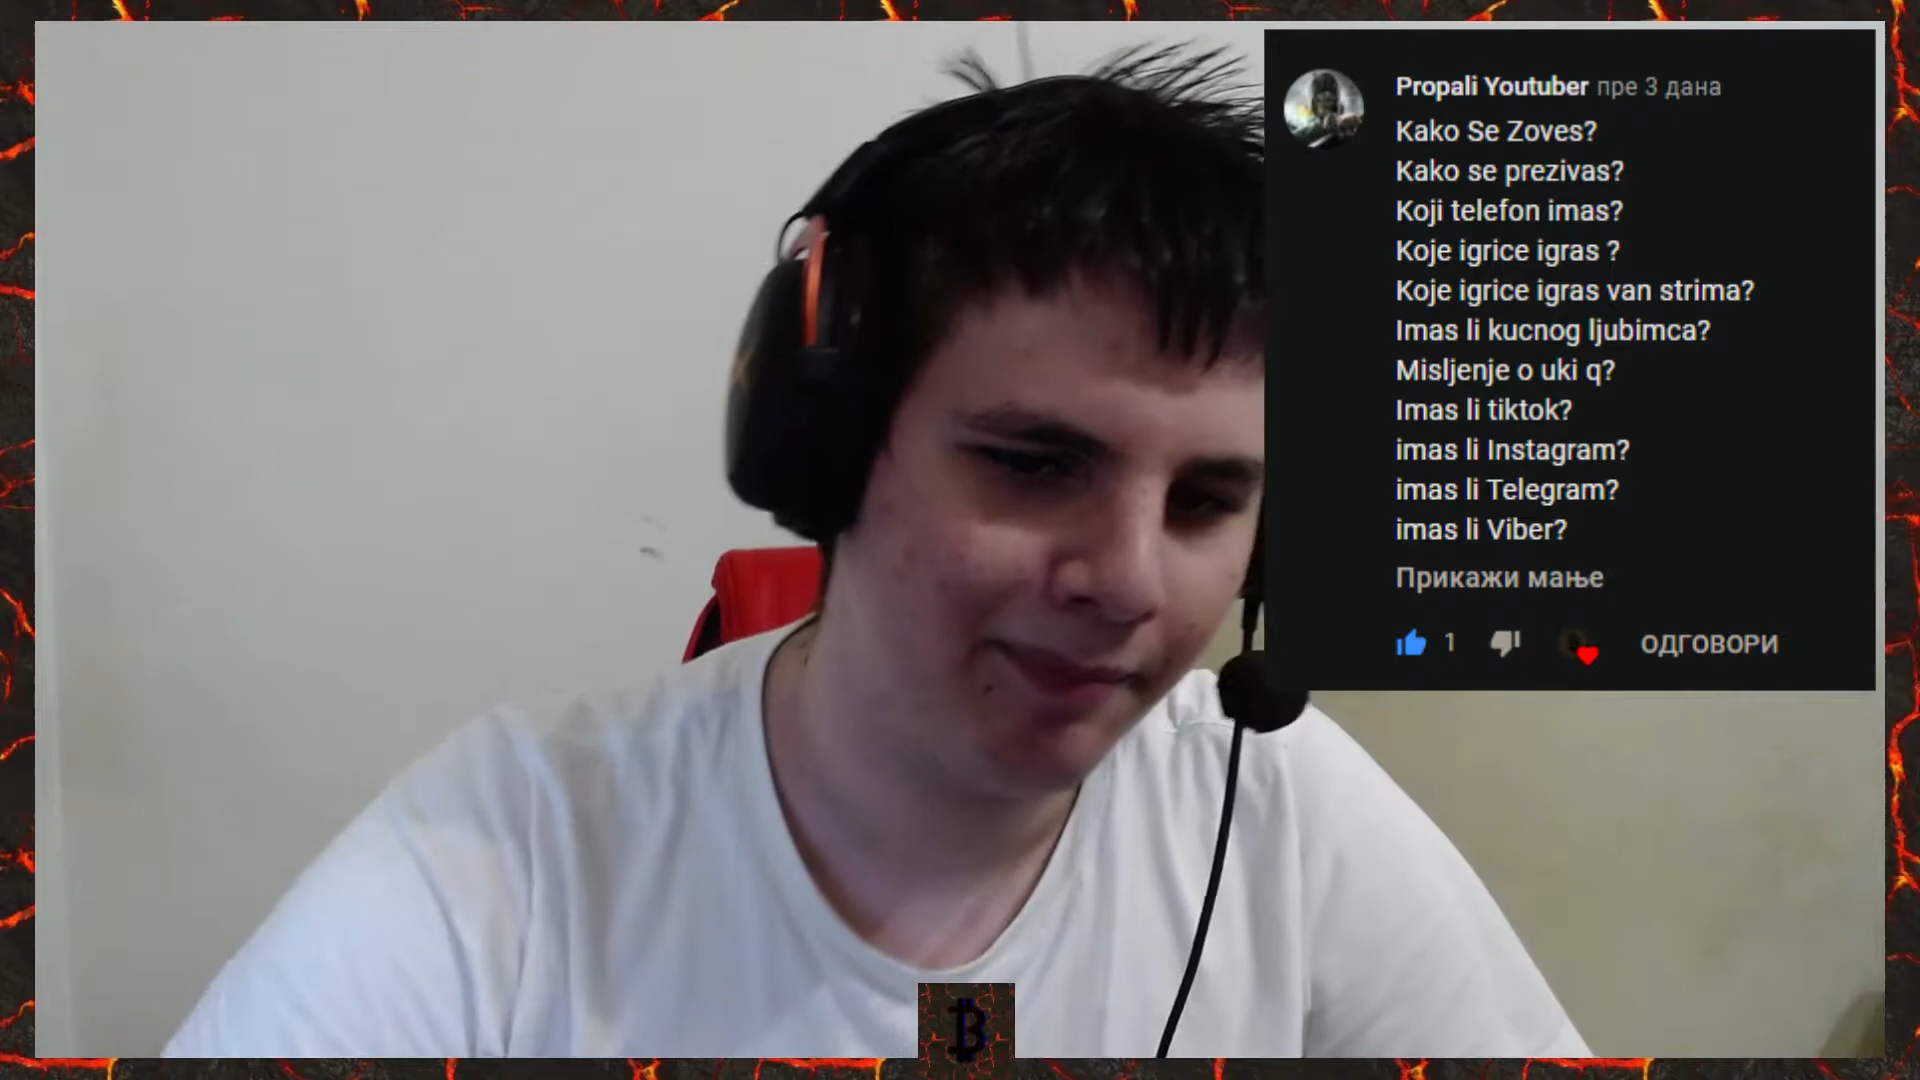 Propali Youtuber пре 3 дана
Kako Se Zoves?
Kako se prezivas?
Koji telefon imas?
Koje igrice igras ?
Koje igrice igras van strima?
Imas li kucnog ljubimca?
Misljenje o uki q?
Imas li tiktok?
imas li Instagram?
imas li Telegram?
imas li Viber?
Прикажи мање
1 ОДГОВОРИ